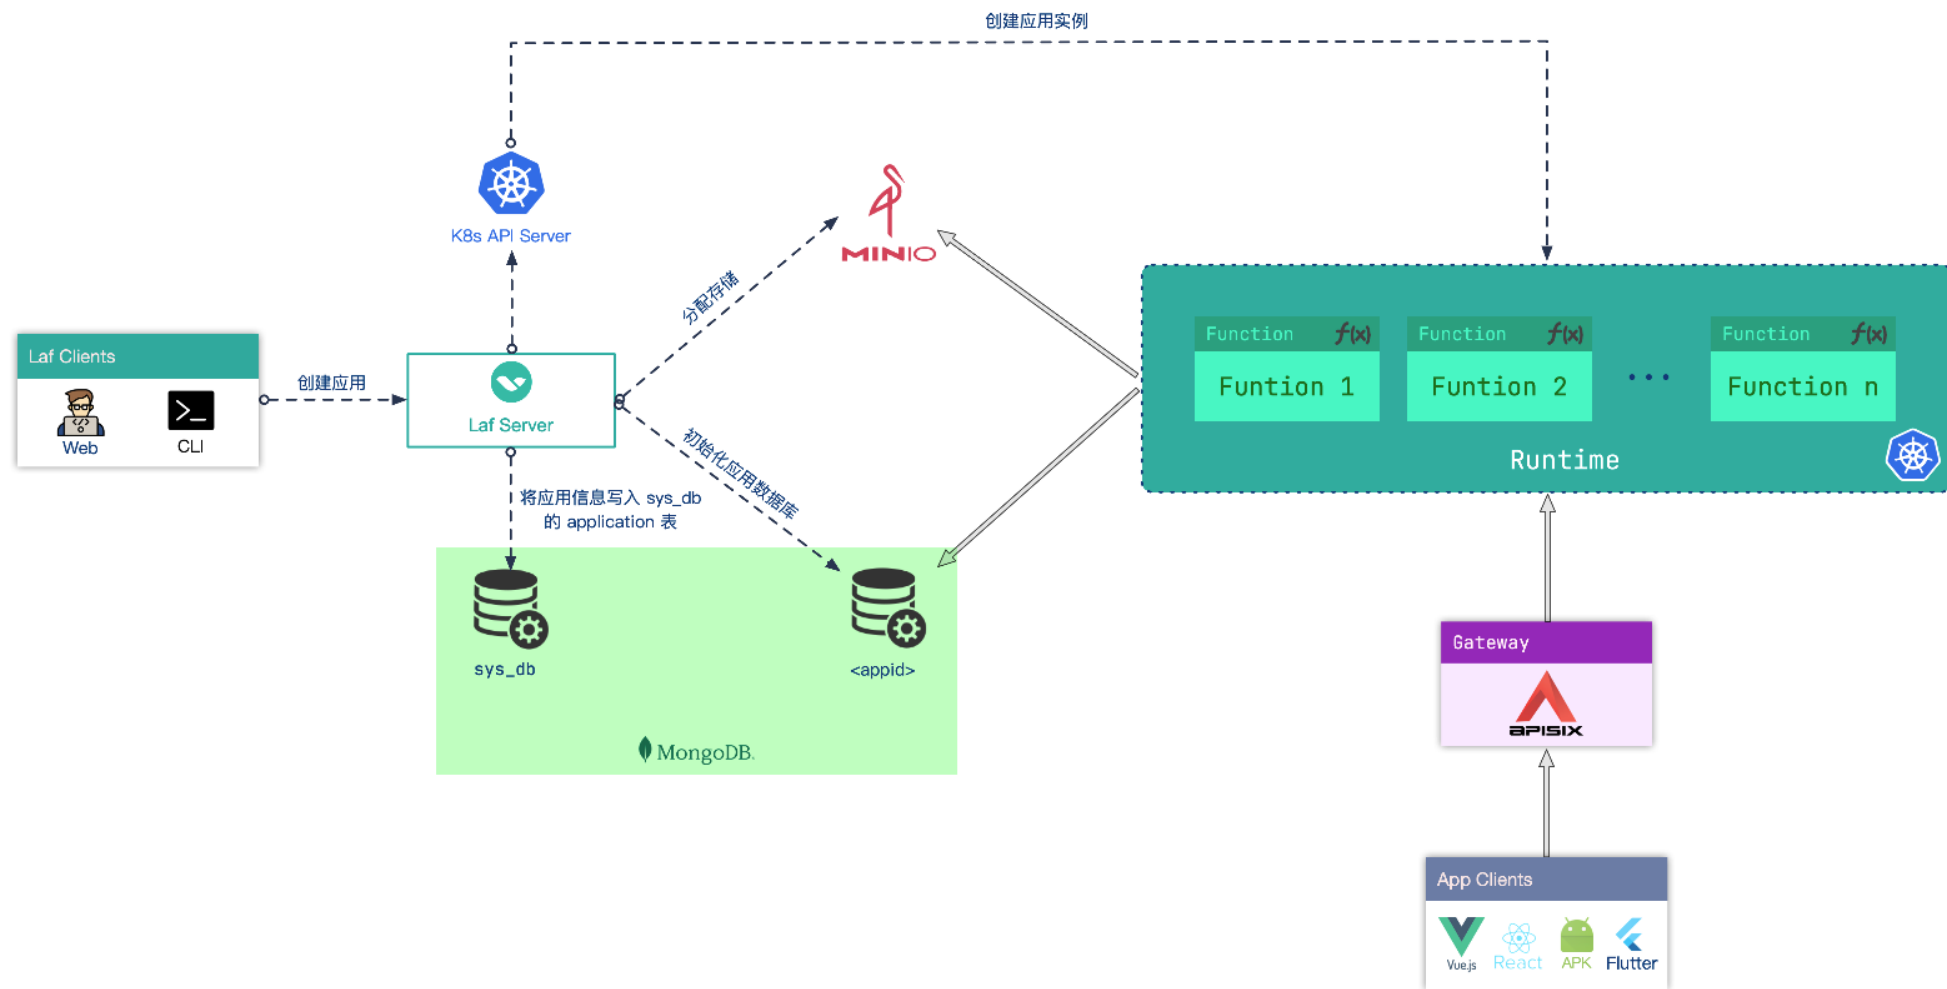 创建应用实例
K8s API Server
MINIO
分配存储
Laf Clients
Web
CLI
创建应用
Laf Server
初始化应用数据库
将应用信息写入 sys_db
的 application 表
sys_db
<appid>
MongoDB.
Function f(x)
Funtion 1
Function f(x)
Funtion 2
...
Function f(x)
Function n
Runtime
Gateway
APISIX
App Clients
Vue.js
React
APK
Flutter